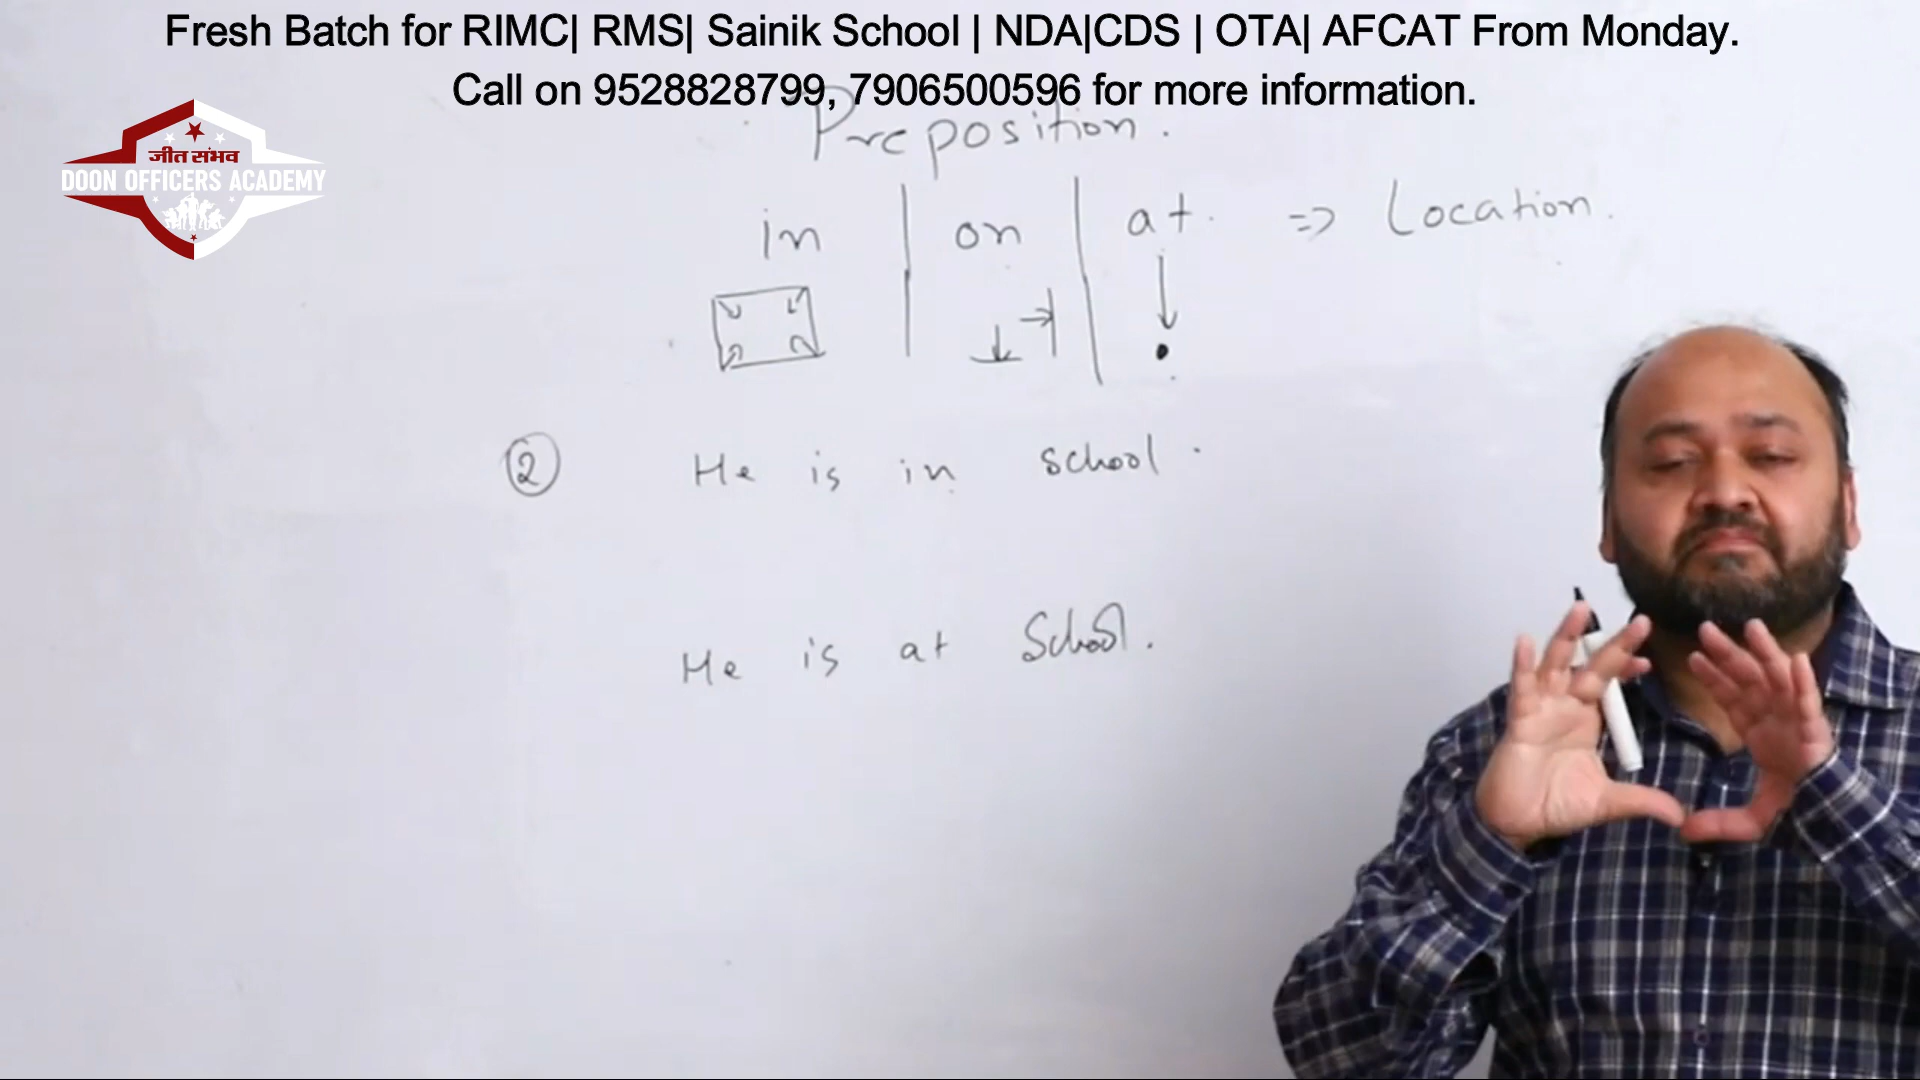 Fresh Batch for RIMC| RMS| Sainik School | NDA|CDS | OTA| AFCAT From Monday.
Call on 9528828799, 7906500596 for more information.
जीत संभव
DOON OFFICERS ACADEMY
Preposition.
in | on | at. => Location.
2 He is in school.
He is at School.